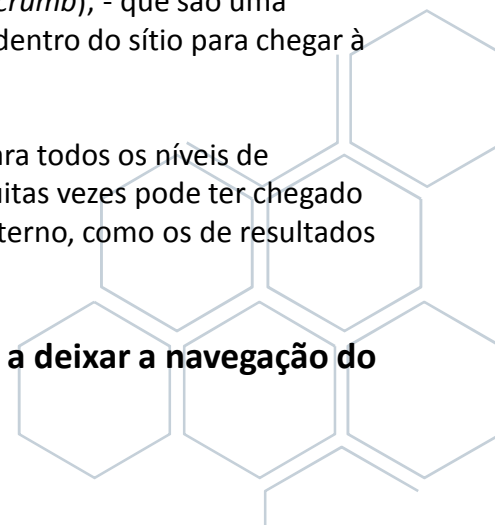 Crumb), - que são uma
dentro do sítio para chegar à
ara todos os níveis de
uitas vezes pode ter chegado
terno, como os de resultados
a deixar a navegação do